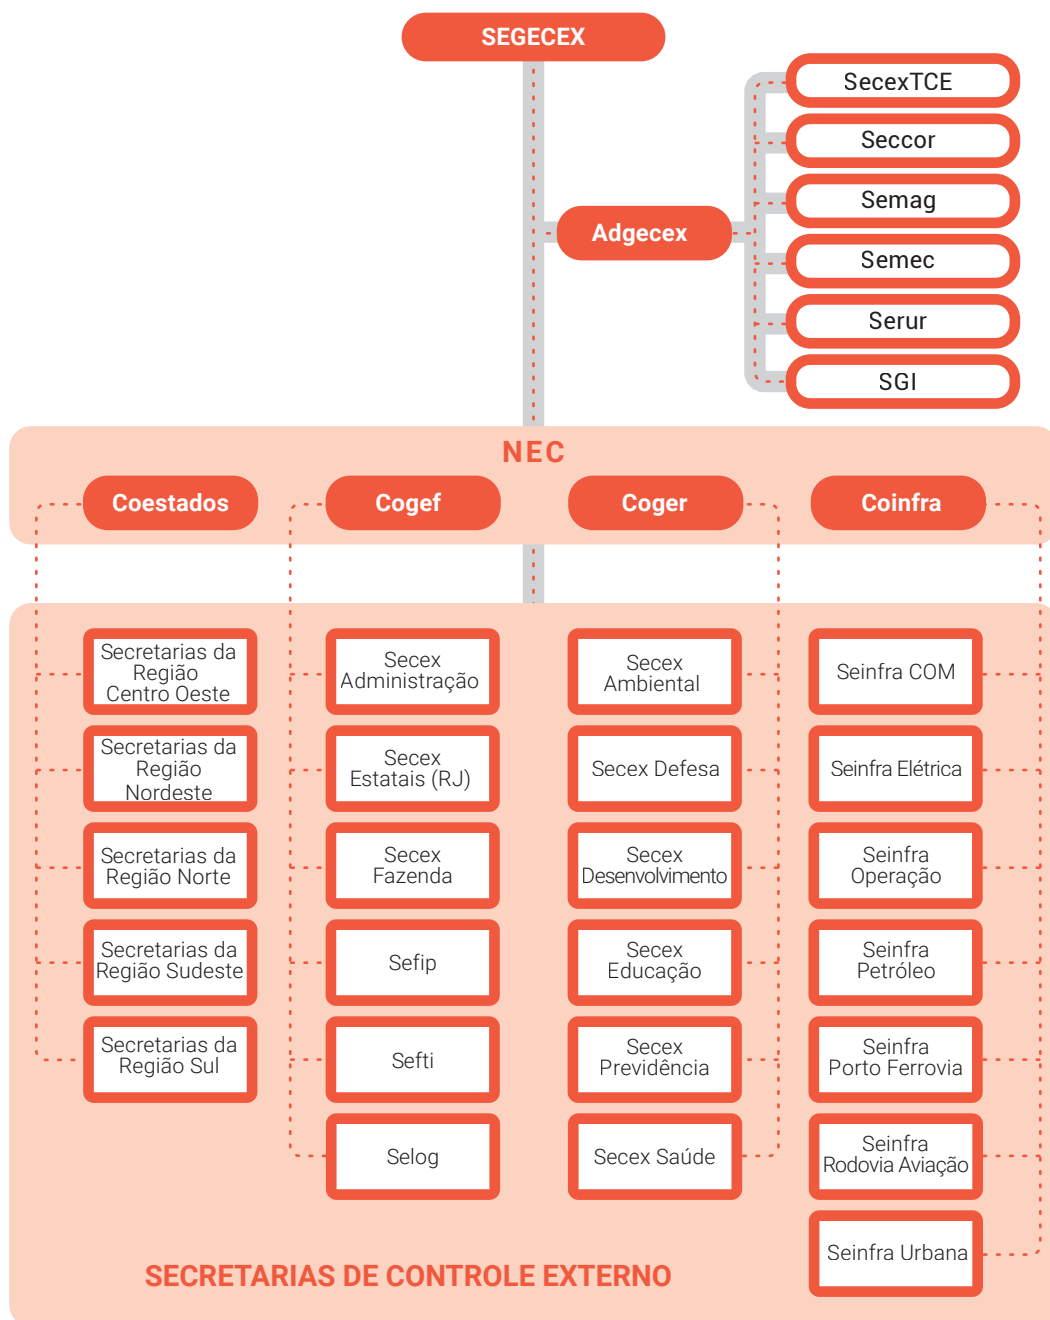 SEGECEX
SecexTCE
Seccor
Semag
Adgecex
Semec
Serur
SGI
NEC
Coestados
Cogef
Coger
Coinfra
Secretarias da
Região
Centro Oeste
Secretarias da
Região
Nordeste
Secretarias da
Região Norte
Secretarias da
Região Sudeste
Secretarias da
Região Sul
Secex
Administração
Secex
Estatais (RJ)
Secex
Fazenda
Sefip
Sefti
Selog
Secex
Ambiental
Secex Defesa
Secex
Desenvolvimento
Secex
Educação
Secex
Previdência
Secex Saúde
Seinfra COM
Seinfra Elétrica
Seinfra
Operação
Seinfra
Petróleo
Seinfra
Porto Ferrovia
Seinfra
Rodovia Aviação
Seinfra Urbana
SECRETARIAS DE CONTROLE EXTERNO